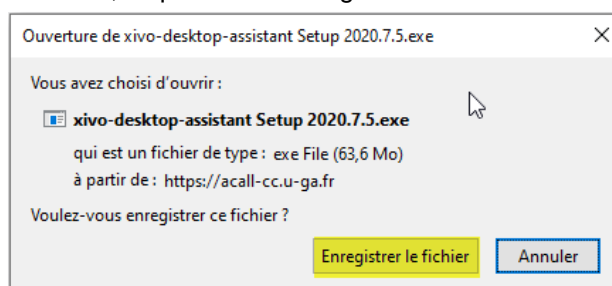 Ouverture de xivo-desktop-assistant Setup 2020.7.5.exe
Vous avez choisi d'ouvrir :
xivo-desktop-assistant Setup 2020.7.5.exe
qui est un fichier de type : exe File (63,6 Mo)
à partir de : https://acall-cc.u-ga.fr
Voulez-vous enregistrer ce fichier ?
Enregistrer le fichier Annuler